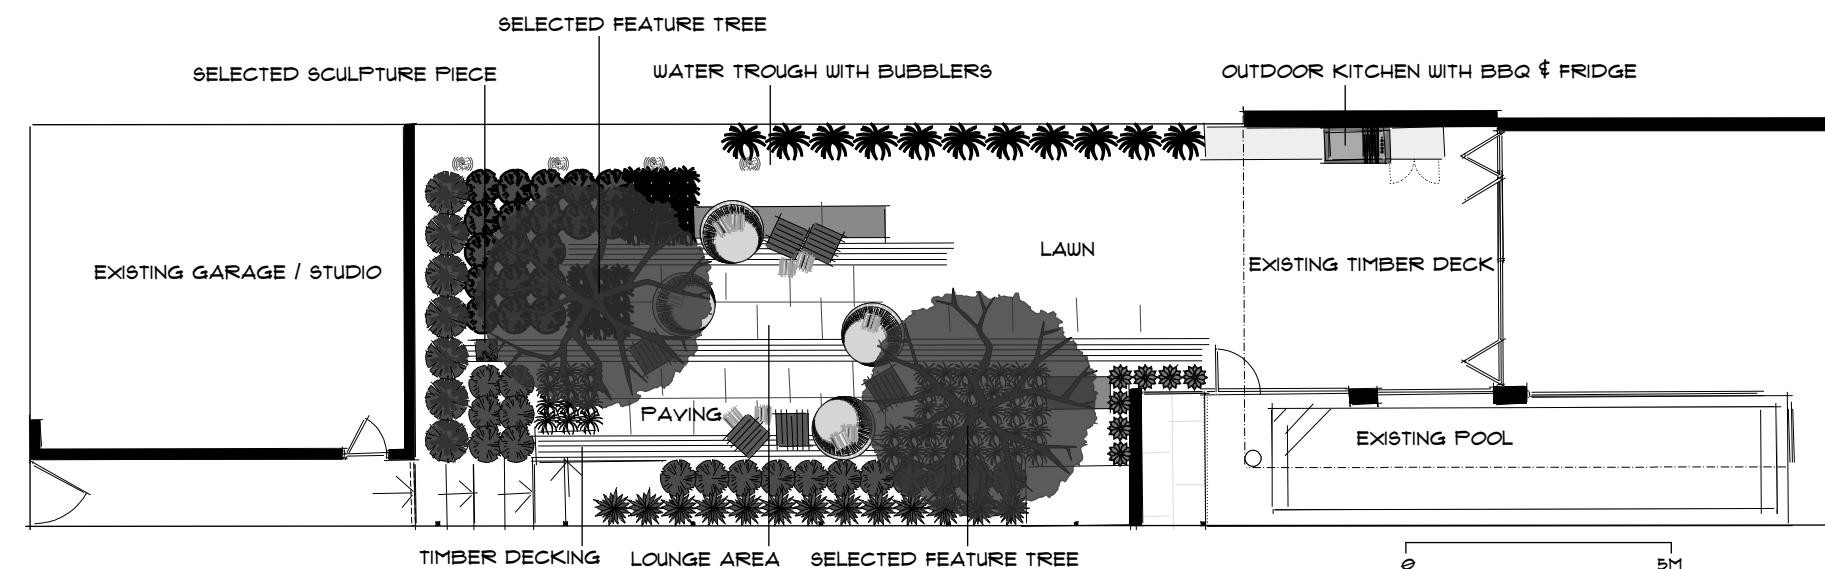 SELECTED FEATURE TREE
SELECTED SCULPTURE PIECE
WATER TROUGH WITH BUBBLERS
OUTDOOR KITCHEN WITH BBQ & FRIDGE
LAWN
EXISTING GARAGE / STUDIO
EXISTING TIMBER DECK
PAVING
EXISTING POOL
TIMBER DECKING
LOUNGE AREA
SELECTED FEATURE TREE
0
5M